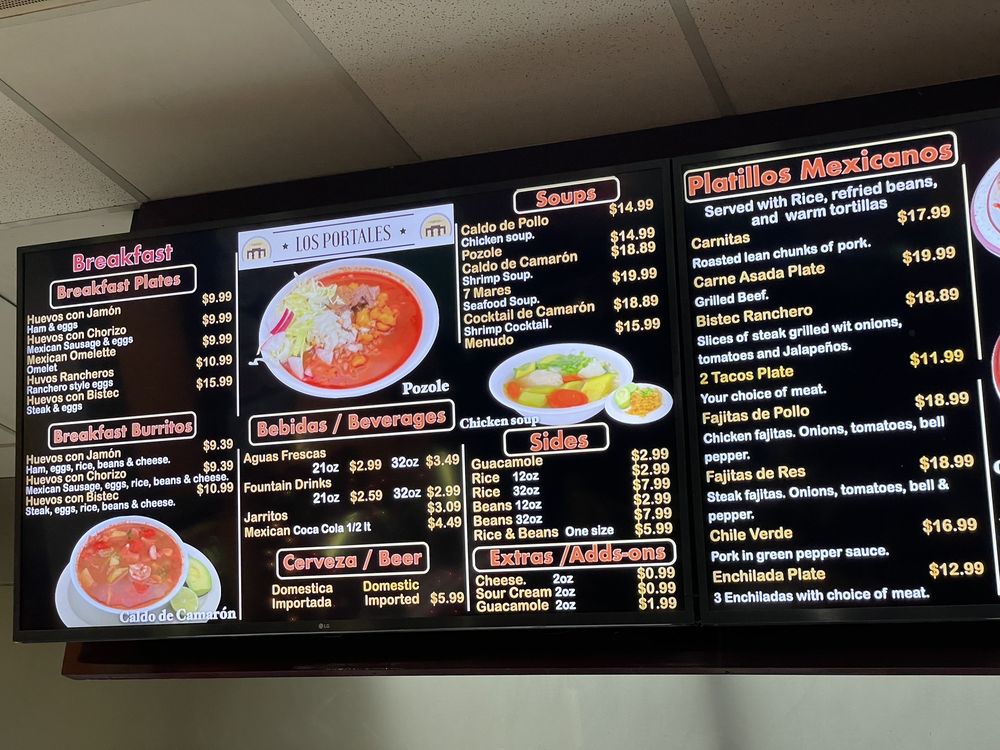 Breakfast
Breakfast Plates
Huevos con Jamón $9.99
Ham & eggs
Huevos con Chorizo $9.99
Mexican Sausage & eggs
Mexican Omelette $9.99
Omelet
Huvos Rancheros $10.99
Ranchero style eggs
Huevos con Bistec $15.99
Steak & eggs
Breakfast Burritos
Huevos con Jamón $9.39
Ham, eggs, rice, beans & cheese.
Huevos con Chorizo $9.39
Mexican Sausage, eggs, rice, beans & cheese.
Huevos con Bistec $10.99
Steak, eggs, rice, beans & cheese.
Caldo de Camarón
LOS PORTALES
Pozole
Bebidas / Beverages
Aguas Frescas
21oz $2.99 32oz $3.49
Fountain Drinks
21oz $2.59 32oz $2.99
Jarritos $3.09
Mexican Coca Cola 1/2 lt $4.49
Cerveza / Beer
Domestica Domestic
Importada Imported $5.99
Soups
Caldo de Pollo $14.99
Chicken soup.
Pozole $14.99
Caldo de Camarón $18.89
Shrimp Soup.
7 Mares $19.99
Seafood Soup.
Cocktail de Camarón $18.89
Shrimp Cocktail.
Menudo $15.99
Chicken soup
Sides
Guacamole $2.99
Rice 12oz $2.99
Rice 32oz $7.99
Beans 12oz $2.99
Beans 32oz $7.99
Rice & Beans One size $5.99
Extras /Adds-ons
Cheese. 2oz $0.99
Sour Cream 2oz $0.99
Guacamole 2oz $1.99
LG
Platillos Mexicanos
Served with Rice, refried beans,
and warm tortillas
Carnitas $17.99
Roasted lean chunks of pork.
Carne Asada Plate $19.99
Grilled Beef.
Bistec Ranchero $18.89
Slices of steak grilled wit onions,
tomatoes and Jalapeños.
2 Tacos Plate $11.99
Your choice of meat.
Fajitas de Pollo $18.99
Chicken fajitas. Onions, tomatoes, bell
pepper.
Fajitas de Res $18.99
Steak fajitas. Onions, tomatoes, bell &
pepper.
Chile Verde $16.99
Pork in green pepper sauce.
Enchilada Plate $12.99
3 Enchiladas with choice of meat.